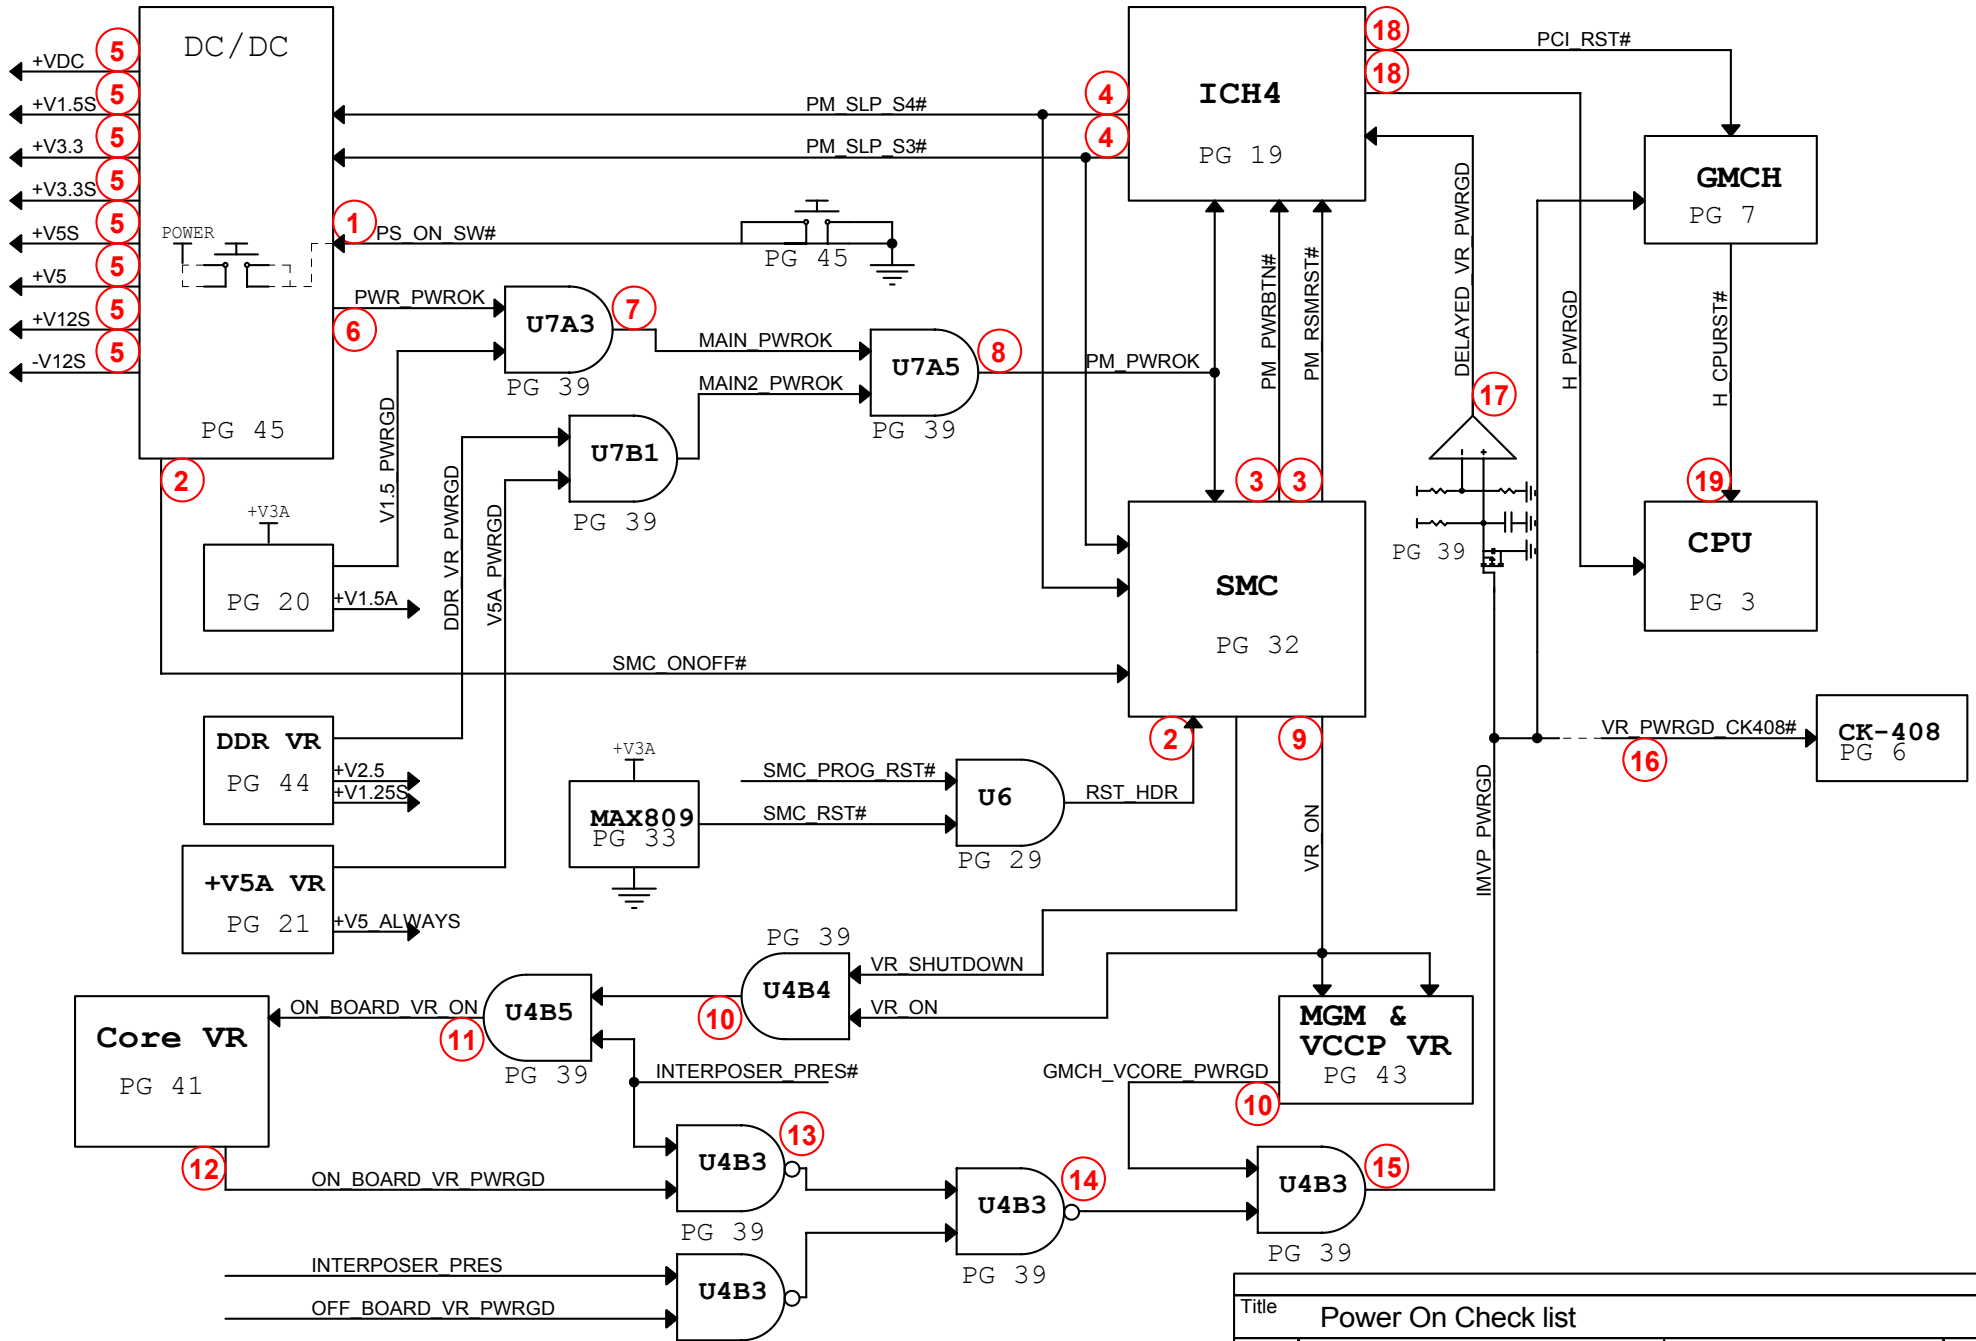 DC/DC
PG 45
+VDC
5
+V1.5S
5
+V3.3
5
+V3.3S
5
+V5S
5
+V5
5
+V12S
5
-V12S
5
POWER
1
PS_ON_SW#
PG 45
PM_SLP_S4#
4
PM_SLP_S3#
4
ICH4
PG 19
18
PCI_RST#
18
GMCH
PG 7
PWR_PWROK
6
U7A3
PG 39
7
MAIN_PWROK
MAIN2_PWROK
U7A5
PG 39
8
PM_PWROK
PM_PWRBTN#
PM_RSMRST#
DELAYED_VR_PWRGD
H_PWRGD
H_CPURST#
17
PG 39
19
CPU
PG 3
2
V1.5_PWRGD
DDR_VR_PWRGD
V5A_PWRGD
U7B1
PG 39
3
3
+V3A
PG 20
+V1.5A
SMC
PG 32
SMC_ONOFF#
DDR VR
PG 44
+V2.5
+V1.25S
+V5A VR
PG 21
+V5_ALWAYS
+V3A
MAX809
PG 33
SMC_PROG_RST#
SMC_RST#
U6
PG 29
RST_HDR
2
9
VR_ON
IMVP_PWRGD
VR_PWRGD_CK408#
16
CK-408
PG 6
PG 39
U4B4
VR_SHUTDOWN
VR_ON
10
U4B5
PG 39
ON_BOARD_VR_ON
11
Core VR
PG 41
INTERPOSER_PRES#
MGM &
VCCP VR
PG 43
GMCH_VCORE_PWRGD
10
12
ON_BOARD_VR_PWRGD
U4B3
PG 39
13
U4B3
PG 39
14
U4B3
PG 39
15
INTERPOSER_PRES
OFF_BOARD_VR_PWRGD
U4B3
Title
Power On Check list